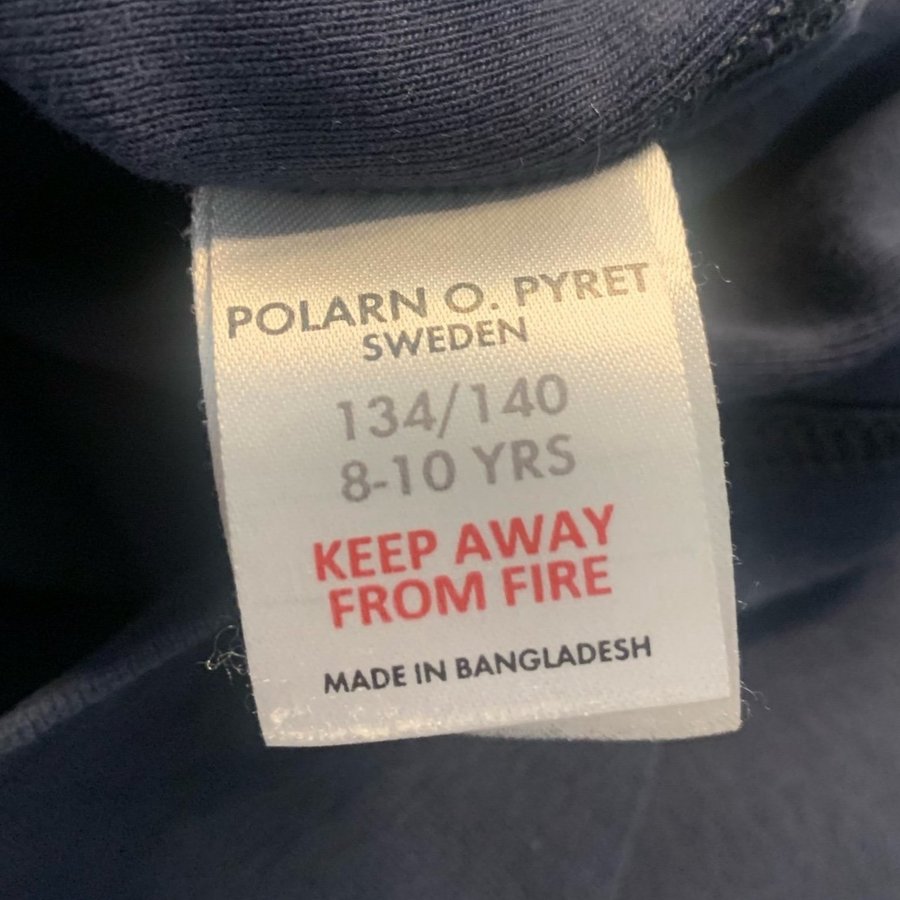 POLARN O. PYRET
SWEDEN
134/140
8-10 YRS
KEEP AWAY
FROM FIRE
MADE IN BANGLADESH